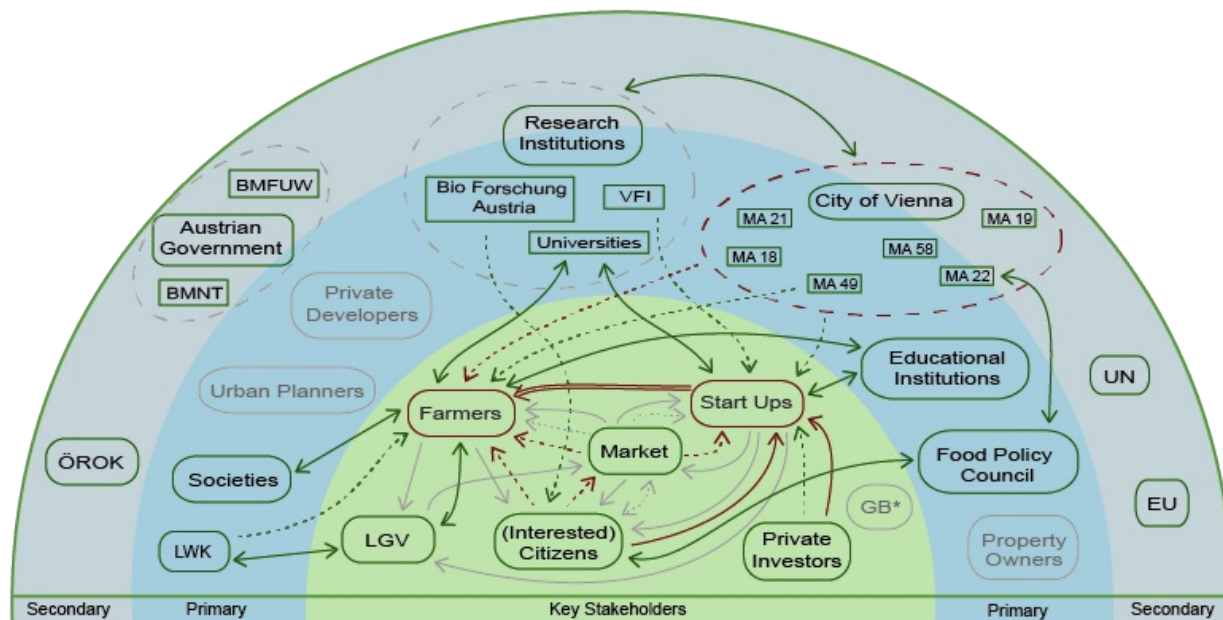 Research
Institutions
BMFUW
Bio Forschung
Austria
VFI
City of Vienna
MA 21
MA 19
Austrian
Government
Universities
MA 18
MA 58
MA 22
MA 49
BMNT
Private
Developers
Educational
Institutions
UN
Urban Planners
Farmers
Start Ups
Market
Food Policy
Council
ÖROK
Societies
GB*
EU
LWK
LGV
(Interested)
Citizens
Private
Investors
Property
Owners
Secondary
Primary
Key Stakeholders
Primary
Secondary